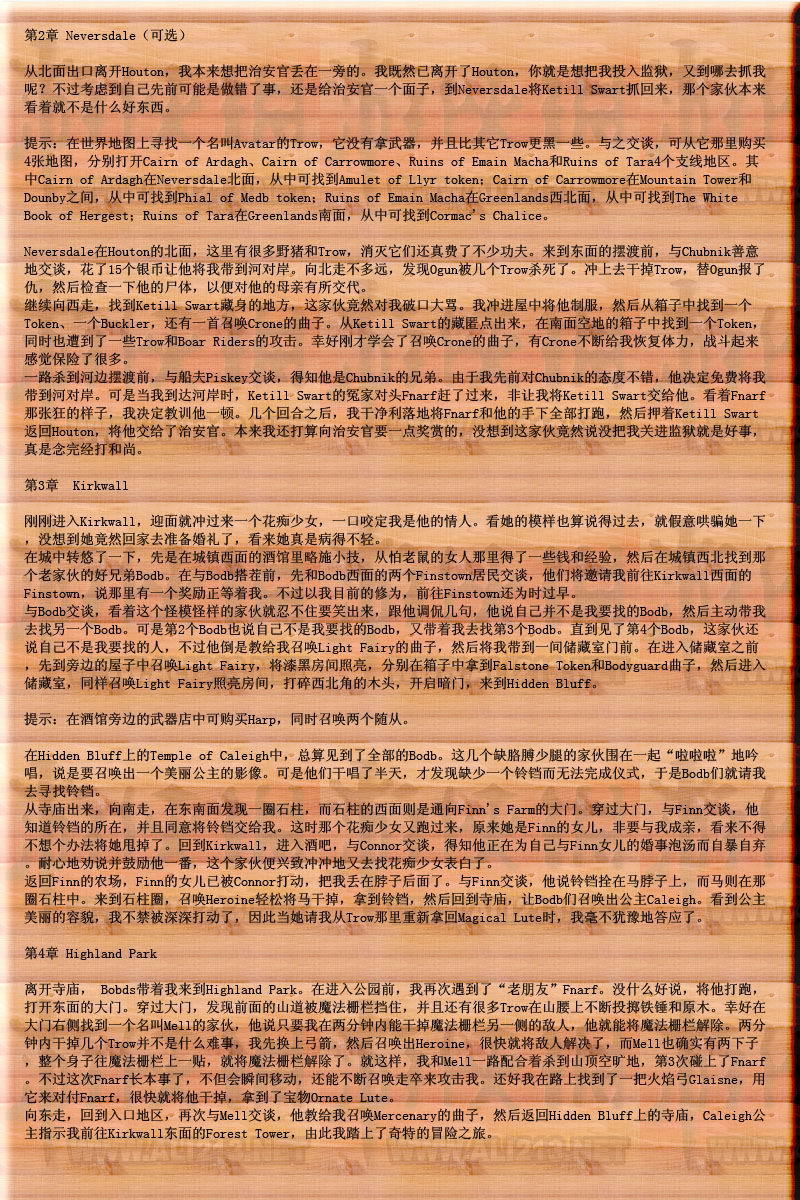 第2章 Neversdale（可选）
从北面出口离开Houton，我本来想把治安官丢在一旁的。我既然已离开了Houton，你就是想把我投入监狱，又到哪去抓我
呢？不过考虑到自己先前可能是做错了事，还是给治安官一个面子，到Neversdale将Ketill Swart抓回来，那个家伙本来
看着就不是什么好东西。
提示：在世界地图上寻找一个名叫Avatar的Trow，它没有拿武器，并且比其它Trow更黑一些。与之交谈，可从它那里购买
4张地图，分别打开Cairn of Ardagh、Cairn of Carrowmore、Ruins of Emain Macha和Ruins of Tara4个支线地区。其
中Cairn of Ardagh在Neversdale北面，从中可找到Amulet of Llyr token；Cairn of Carrowmore在Mountain Tower和
Dounby之间，从中可找到Phial of Medb token；Ruins of Emain Macha在Greenlands西北面，从中可找到The White
Book of Hergest；Ruins of Tara在Greenlands南面，从中可找到Cormac's Chalice。
Neversdale在Houton的北面，这里有很多野猪和Trow，消灭它们还真费了不少功夫。来到东面的摆渡前，与Chubnik善意
地交谈，花了15个银币让他将我带到河对岸。向北走不多远，发现Ogun被几个Trow杀死了。冲上去干掉Trow，替Ogun报了
仇，然后检查一下他的尸体，以便对他的母亲有所交代。
继续向西走，找到Ketill Swart藏身的地方，这家伙竟然对我破口大骂。我冲进屋中将他制服，然后从箱子中找到一个
Token、一个Buckler，还有一首召唤Crone的曲子。从Ketill Swart的藏匿点出来，在南面空地的箱子中找到一个Token，
同时也遭到了一些Trow和Boar Riders的攻击。幸好刚才学会了召唤Crone的曲子，有Crone不断给我恢复体力，战斗起来
感觉保险了很多。
一路杀到河边摆渡前，与船夫Piskey交谈，得知他是Chubnik的兄弟。由于我先前对Chubnik的态度不错，他决定免费将我
带到河对岸。可是当我到达河岸时，Ketill Swart的冤家对头Fnarf赶了过来，非让我将Ketill Swart交给他。看着Fnarf
那张狂的样子，我决定教训他一顿。几个回合之后，我干净利落地将Fnarf和他的手下全部打跑，然后押着Ketill Swart
返回Houton，将他交给了治安官。本来我还打算向治安官要一点奖赏的，没想到这家伙竟然说没把我关进监狱就是好事，
真是念完经打和尚。
第3章　Kirkwall
刚刚进入Kirkwall，迎面就冲过来一个花痴少女，一口咬定我是他的情人。看她的模样也算说得过去，就假意哄骗她一下
，没想到她竟然回家去准备婚礼了，看来她真是病得不轻。
在城中转悠了一下，先是在城镇西面的酒馆里略施小技，从怕老鼠的女人那里得了一些钱和经验，然后在城镇西北找到那
个老家伙的好兄弟Bodb。在与Bodb搭茬前，先和Bodb西面的两个Finstown居民交谈，他们将邀请我前往Kirkwall西面的
Finstown，说那里有一个奖励正等着我。不过以我目前的修为，前往Finstown还为时过早。
与Bodb交谈，看着这个怪模怪样的家伙就忍不住要笑出来，跟他调侃几句，他说自己并不是我要找的Bodb，然后主动带我
去找另一个Bodb。可是第2个Bodb也说自己不是我要找的Bodb，又带着我去找第3个Bodb。直到见了第4个Bodb，这家伙还
说自己不是我要找的人，不过他倒是教给我召唤Light Fairy的曲子，然后将我带到一间储藏室门前。在进入储藏室之前
，先到旁边的屋子中召唤Light Fairy，将漆黑房间照亮，分别在箱子中拿到Falstone Token和Bodyguard曲子，然后进入
储藏室，同样召唤Light Fairy照亮房间，打碎西北角的木头，开启暗门，来到Hidden Bluff。
提示：在酒馆旁边的武器店中可购买Harp，同时召唤两个随从。
在Hidden Bluff上的Temple of Caleigh中，总算见到了全部的Bodb。这几个缺胳膊少腿的家伙围在一起“啦啦啦”地吟
唱，说是要召唤出一个美丽公主的影像。可是他们干唱了半天，才发现缺少一个铃铛而无法完成仪式，于是Bodb们就请我
去寻找铃铛。
从寺庙出来，向南走，在东南面发现一圈石柱，而石柱的西面则是通向Finn's Farm的大门。穿过大门，与Finn交谈，他
知道铃铛的所在，并且同意将铃铛交给我。这时那个花痴少女又跑过来，原来她是Finn的女儿，非要与我成亲，看来不得
不想个办法将她甩掉了。回到Kirkwall，进入酒吧，与Connor交谈，得知他正在为自己与Finn女儿的婚事泡汤而自暴自弃
。耐心地劝说并鼓励他一番，这个家伙便兴致冲冲地又去找花痴少女表白了。
返回Finn的农场，Finn的女儿已被Connor打动，把我丢在脖子后面了。与Finn交谈，他说铃铛拴在马脖子上，而马则在那
圈石柱中。来到石柱圈，召唤Heroine轻松将马干掉，拿到铃铛，然后回到寺庙，让Bodb们召唤出公主Caleigh。看到公主
美丽的容貌，我不禁被深深打动了，因此当她请我从Trow那里重新拿回Magical Lute时，我毫不犹豫地答应了。
第4章 Highland Park
离开寺庙， Bobds带着我来到Highland Park。在进入公园前，我再次遇到了“老朋友”Fnarf。没什么好说，将他打跑，
打开东面的大门。穿过大门，发现前面的山道被魔法栅栏挡住，并且还有很多Trow在山腰上不断投掷铁锤和原木。幸好在
大门右侧找到一个名叫Mell的家伙，他说只要我在两分钟内能干掉魔法栅栏另一侧的敌人，他就能将魔法栅栏解除。两分
钟内干掉几个Trow并不是什么难事，我先换上弓箭，然后召唤出Heroine，很快就将敌人解决了，而Mell也确实有两下子
，整个身子往魔法栅栏上一贴，就将魔法栅栏解除了。就这样，我和Mell一路配合着杀到山顶空旷地，第3次碰上了Fnarf
。不过这次Fnarf长本事了，不但会瞬间移动，还能不断召唤走卒来攻击我。还好我在路上找到了一把火焰弓Glaisne，用
它来对付Fnarf，很快就将他干掉，拿到了宝物Ornate Lute。
向东走，回到入口地区，再次与Mell交谈，他教给我召唤Mercenary的曲子，然后返回Hidden Bluff上的寺庙，Caleigh公
主指示我前往Kirkwall东面的Forest Tower，由此我踏上了奇特的冒险之旅。